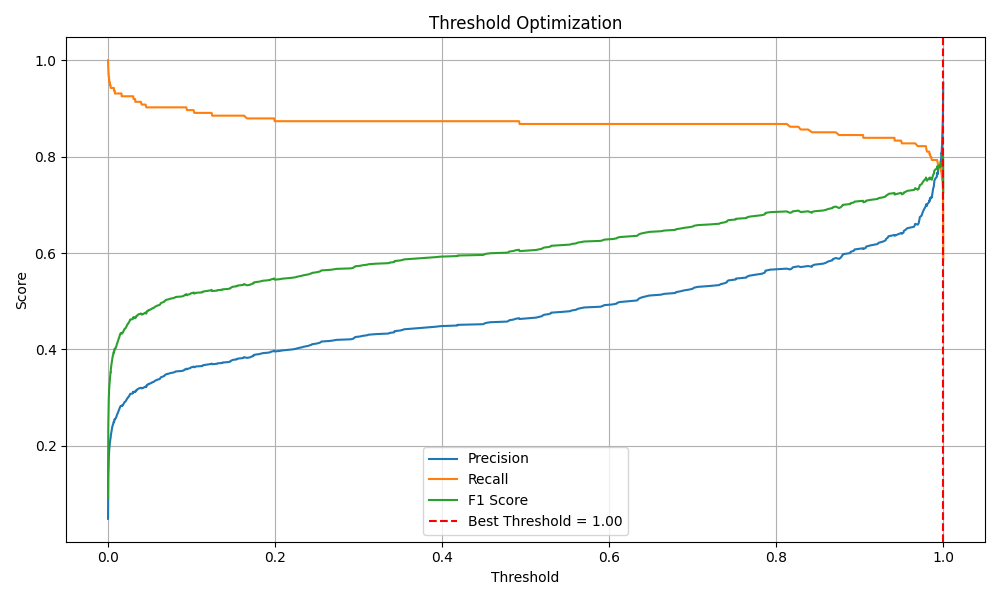 Threshold Optimization
Score
1.0
0.8
0.6
0.4
0.2
Precision
Recall
F1 Score
Best Threshold = 1.00
0.0 0.2 0.4 0.6 0.8 1.0
Threshold